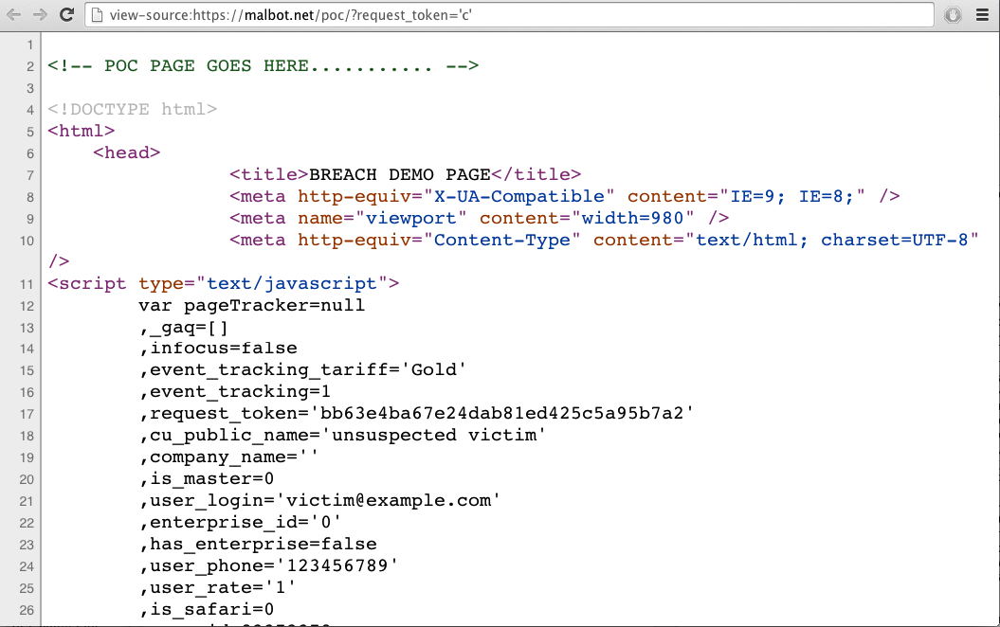 view-source:https://malbot.net/poc/?request_token='c'
1
2 <!-- POC PAGE GOES HERE........... -->
3
4 <!DOCTYPE html>
5 <html>
6 <head>
7 <title>BREACH DEMO PAGE</title>
8 <meta http-equiv="X-UA-Compatible" content="IE=9; IE=8;" />
9 <meta name="viewport" content="width=980" />
10 <meta http-equiv="Content-Type" content="text/html; charset=UTF-8"
/>
11 <script type="text/javascript">
12 var pageTracker=null
13 ,_gaq=[]
14 ,infocus=false
15 ,event_tracking_tariff='Gold'
16 ,event_tracking=1
17 ,request_token='bb63e4ba67e24dab81ed425c5a95b7a2'
18 ,cu_public_name='unsuspected victim'
19 ,company_name=''
20 ,is_master=0
21 ,user_login='victim@example.com'
22 ,enterprise_id='0'
23 ,has_enterprise=false
24 ,user_phone='123456789'
25 ,user_rate='1'
26 ,is_safari=0